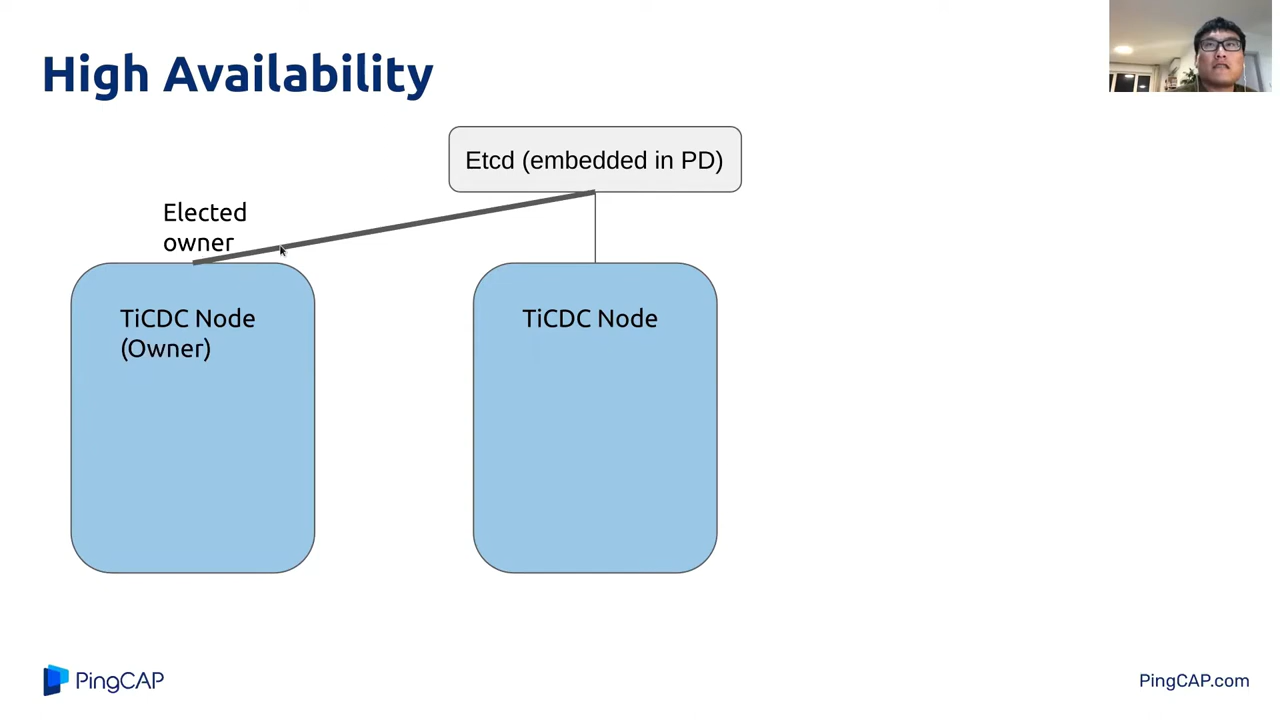 High Availability
Etcd (embedded in PD)
Elected
owner
TiCDC Node
(Owner)
TiCDC Node
PingCAP
PingCAP.com